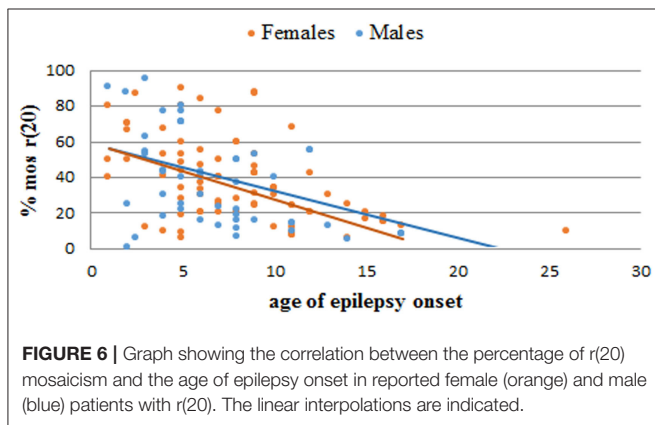 Females Males
100
80
60
40
20
0
% mos r(20)
0 5 10 15 20 25 30
age of epilepsy onset
FIGURE 6 | Graph showing the correlation between the percentage of r(20)
mosaicism and the age of epilepsy onset in reported female (orange) and male
(blue) patients with r(20). The linear interpolations are indicated.